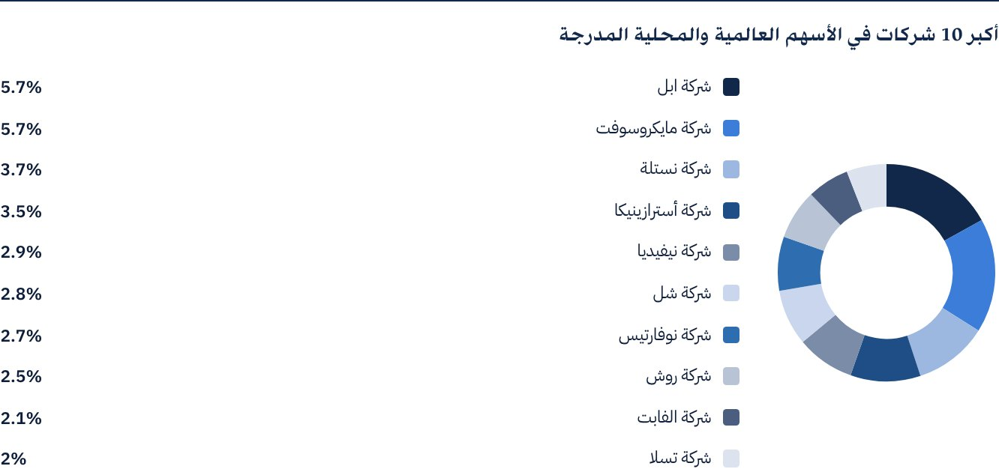 أكبر 10 شركات في الأسهم العالمية والمحلية المدرجة
شركة ابل 5.7%
شركة مايكروسوفت 5.7%
شركة نستلة 3.7%
شركة أسترازينيكا 3.5%
شركة نيفيديا 2.9%
شركة شل 2.8%
شركة نوفارتيس 2.7%
شركة روش 2.5%
شركة الفابت 2.1%
شركة تسلا 2%